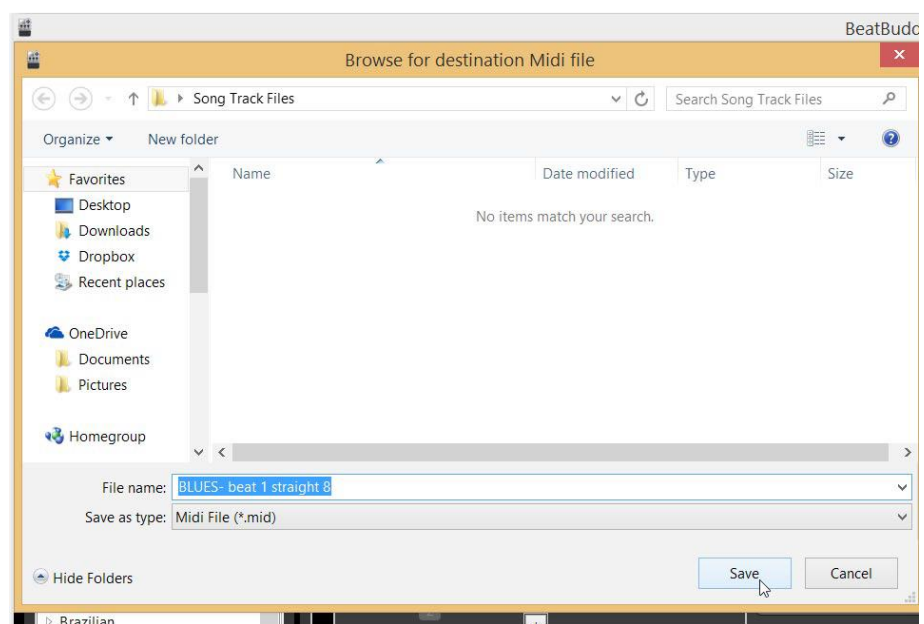 BeatBudd
Browse for destination Midi file
Song Track Files
Search Song Track Files
Organize
New folder
Name Date modified Type Size
No items match your search.
Favorites
Desktop
Downloads
Dropbox
Recent places
OneDrive
Documents
Pictures
Homegroup
File name: BLUES- beat 1 straight 8
Save as type: Midi File (*.mid)
Hide Folders
Save
Cancel
Brazilian